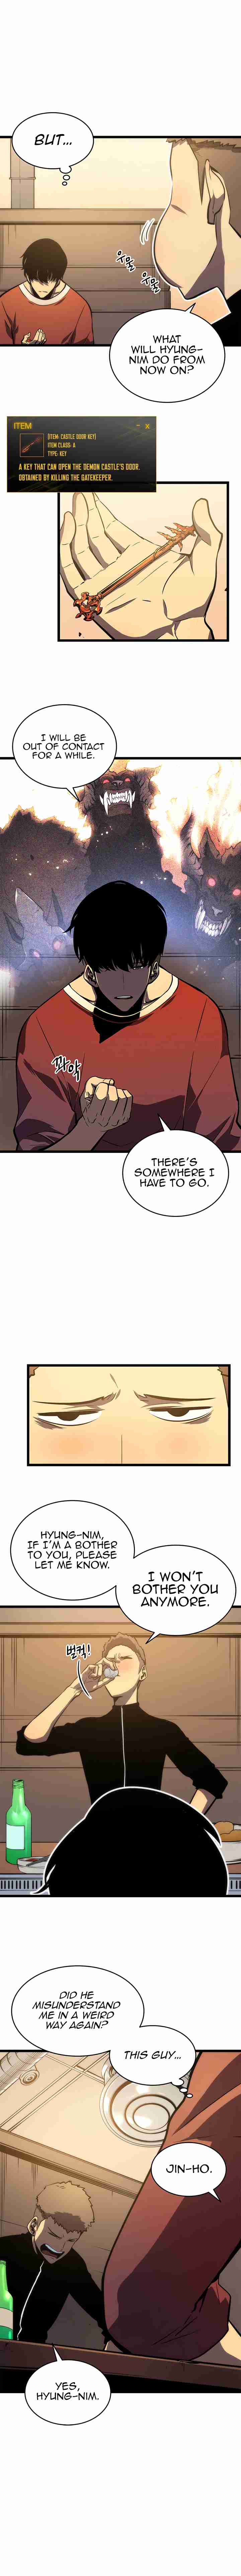 BUT...
우물
우물
WHAT
WILL HYUNG-
NIM DO FROM
NOW ON?
ITEM
- X
[ITEM: CASTLE DOOR KEY]
ITEM CLASS: A
TYPE: KEY
A KEY THAT CAN OPEN THE DEMON CASTLE'S DOOR.
OBTAINED BY KILLING THE GATEKEEPER.
I WILL BE
OUT OF CONTACT
FOR A WHILE.
꽈악
THERE'S
SOMEWHERE I
HAVE TO GO.
HYUNG-NIM,
IF I'M A BOTHER
TO YOU, PLEASE
LET ME KNOW.
I WON'T
BOTHER YOU
ANYMORE.
벌컥!
DID HE
MISUNDERSTAND
ME IN A WEIRD
WAY AGAIN?
THIS GUY...
JIN-HO.
YES,
HYUNG-NIM.